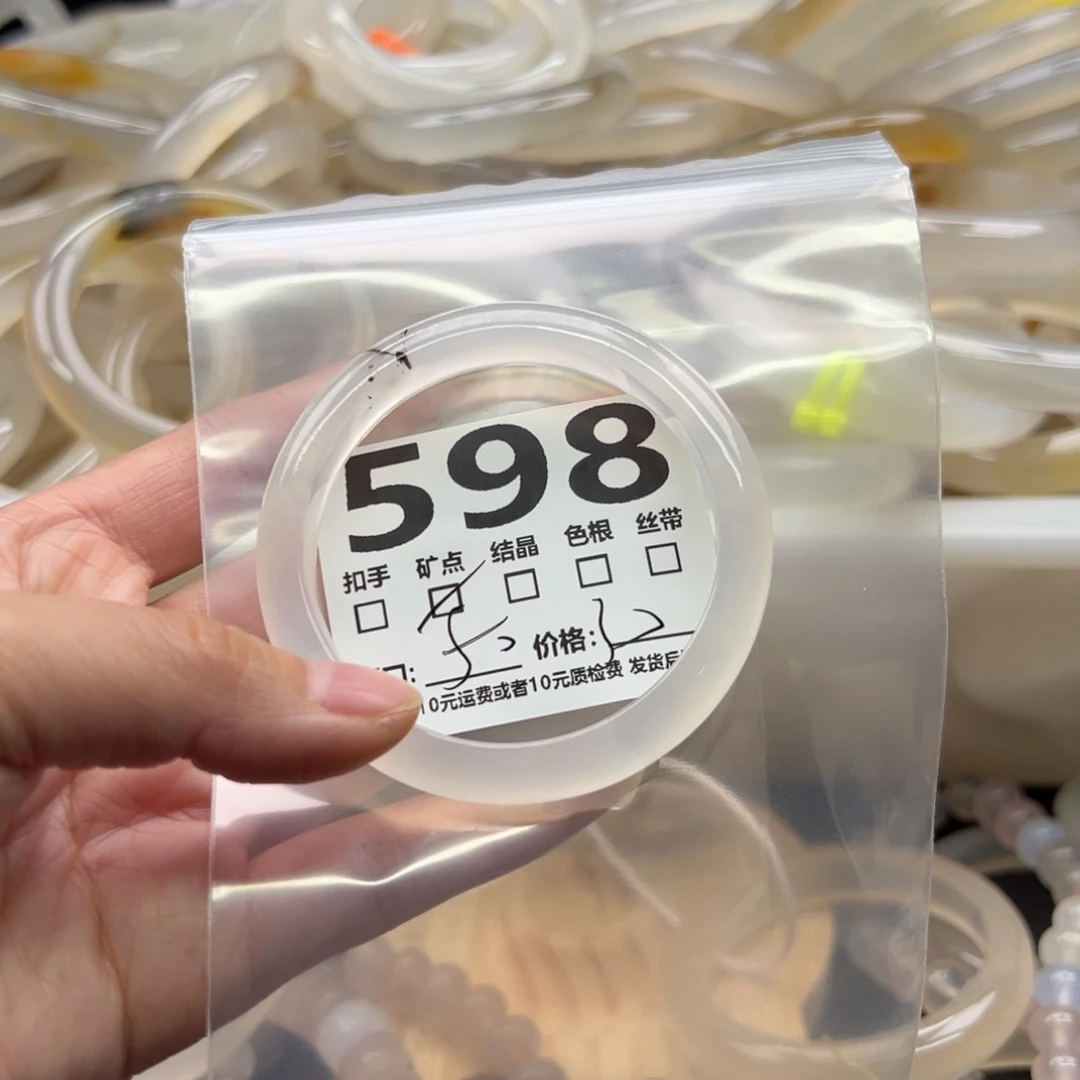 598
扣手 矿点 结晶 色根 丝带
□ ☑ □ □ □
: 52 价格:
10元运费或者10元质检费 发货后